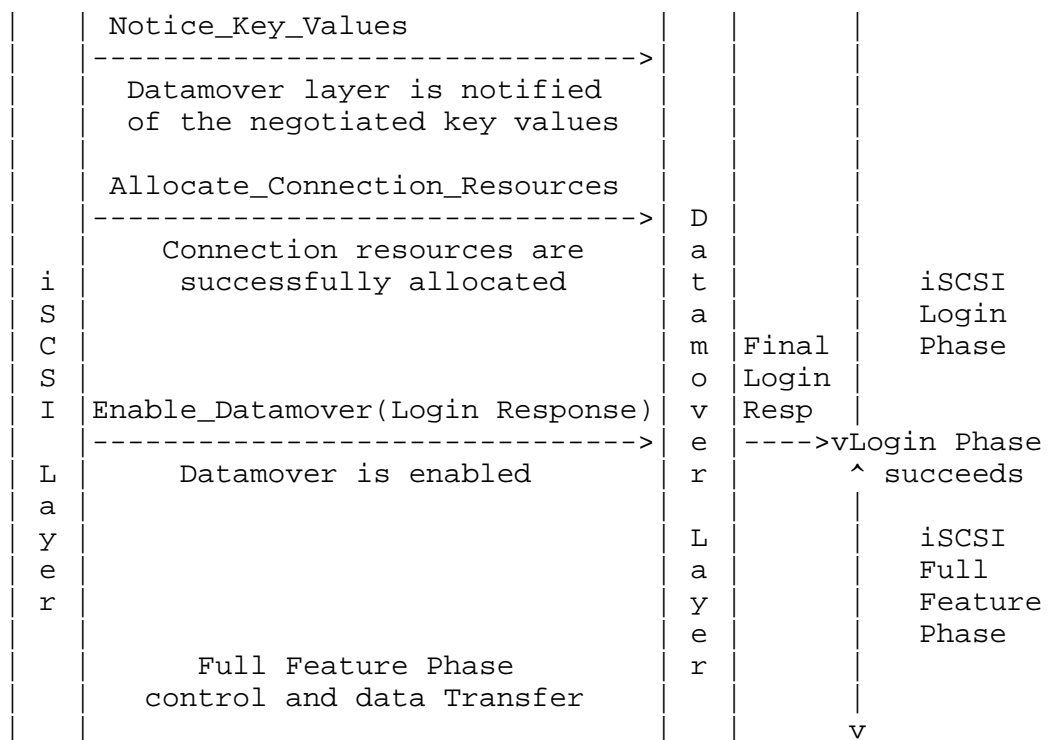 |    | Notice_Key_Values              |   |      |
|    |------------------------------->|   |      |
|    |  Datamover layer is notified   |   |      |
|    |  of the negotiated key values  |   |      |
|    |                                |   |      |
|    | Allocate_Connection_Resources  |   |      |
|    |------------------------------->| D |      |
|    |    Connection resources are    | a |      |
| i  |     successfully allocated     | t |      |   iSCSI
| S  |                                | a |      |   Login
| C  |                                | m |Final |   Phase
| S  |                                | o |Login |
| I  |Enable_Datamover(Login Response)| v |Resp  |
|    |------------------------------->| e |---->vLogin Phase
| L  |     Datamover is enabled       | r |      ^ succeeds
| a  |                                |   |      |
| y  |                                | L |      |   iSCSI
| e  |                                | a |      |   Full
| r  |                                | y |      |   Feature
|    |                                | e |      |   Phase
|    |      Full Feature Phase        | r |      |
|    |   control and data Transfer    |   |      |
|    |                                |   |      v